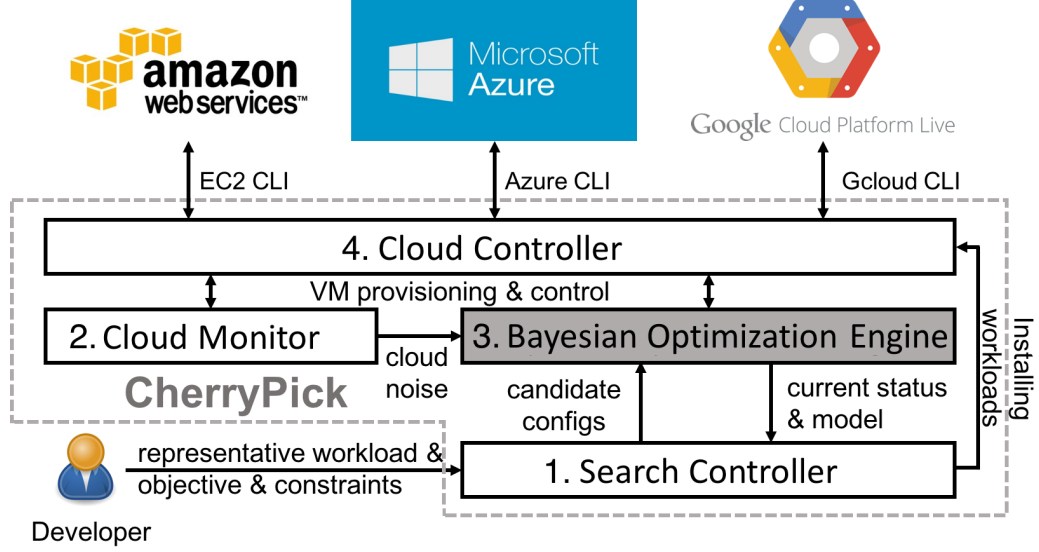 amazon
web services™
Microsoft
Azure
Google Cloud Platform Live
EC2 CLI
Azure CLI
Gcloud CLI
4. Cloud Controller
VM provisioning & control
2. Cloud Monitor
3. Bayesian Optimization Engine
cloud
noise
CherryPick
candidate
configs
current status
& model
Installing
workloads
representative workload &
objective & constraints
1. Search Controller
Developer